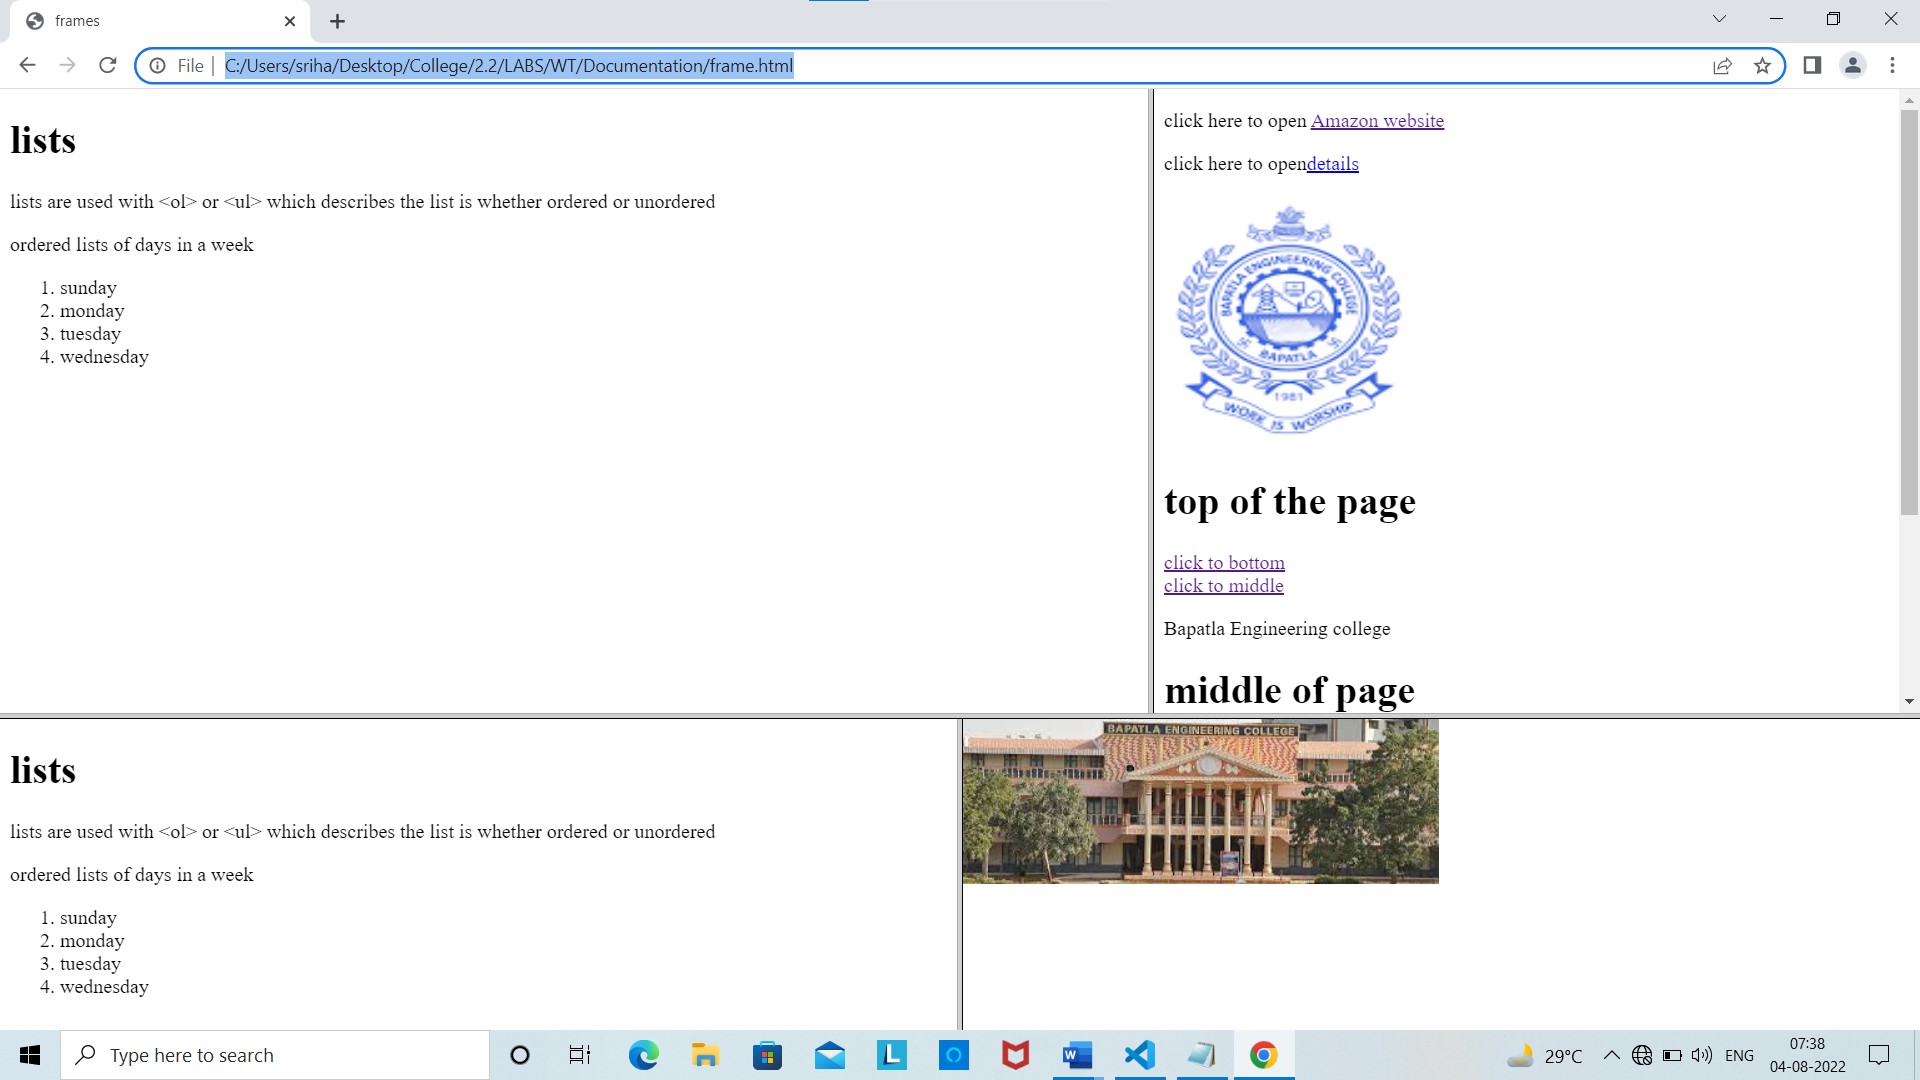 frames
File
C:/Users/sriha/Desktop/College/2.2/LABS/WT/Documentation/frame.html
lists
lists are used with <ol> or <ul> which describes the list is whether ordered or unordered
ordered lists of days in a week
1. sunday
2. monday
3. tuesday
4. wednesday
click here to open Amazon website
click here to opendetails
BAPATLA ENGINEERING COLLEGE
BAPATLA
1981
WORK IS WORSHIP
top of the page
click to bottom
click to middle
Bapatla Engineering college
middle of page
lists
lists are used with <ol> or <ul> which describes the list is whether ordered or unordered
ordered lists of days in a week
1. sunday
2. monday
3. tuesday
4. wednesday
BAPATLA ENGINEERING COLLEGE
Type here to search
L
W
29°C
ENG
07:38
04-08-2022